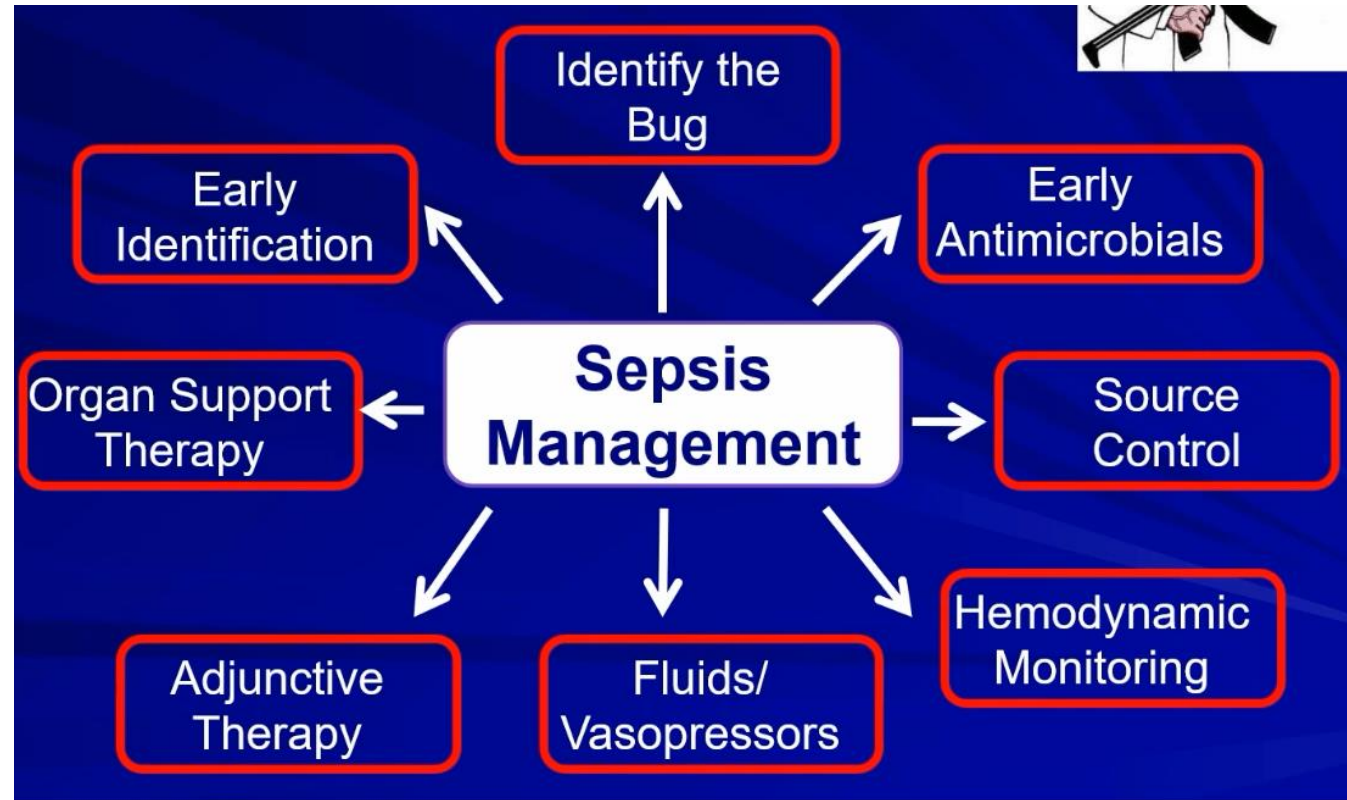 Identify the
Bug
Early
Identification
Early
Antimicrobials
Sepsis
Management
Organ Support
Therapy
Source
Control
Hemodynamic
Monitoring
Adjunctive
Therapy
Fluids/
Vasopressors